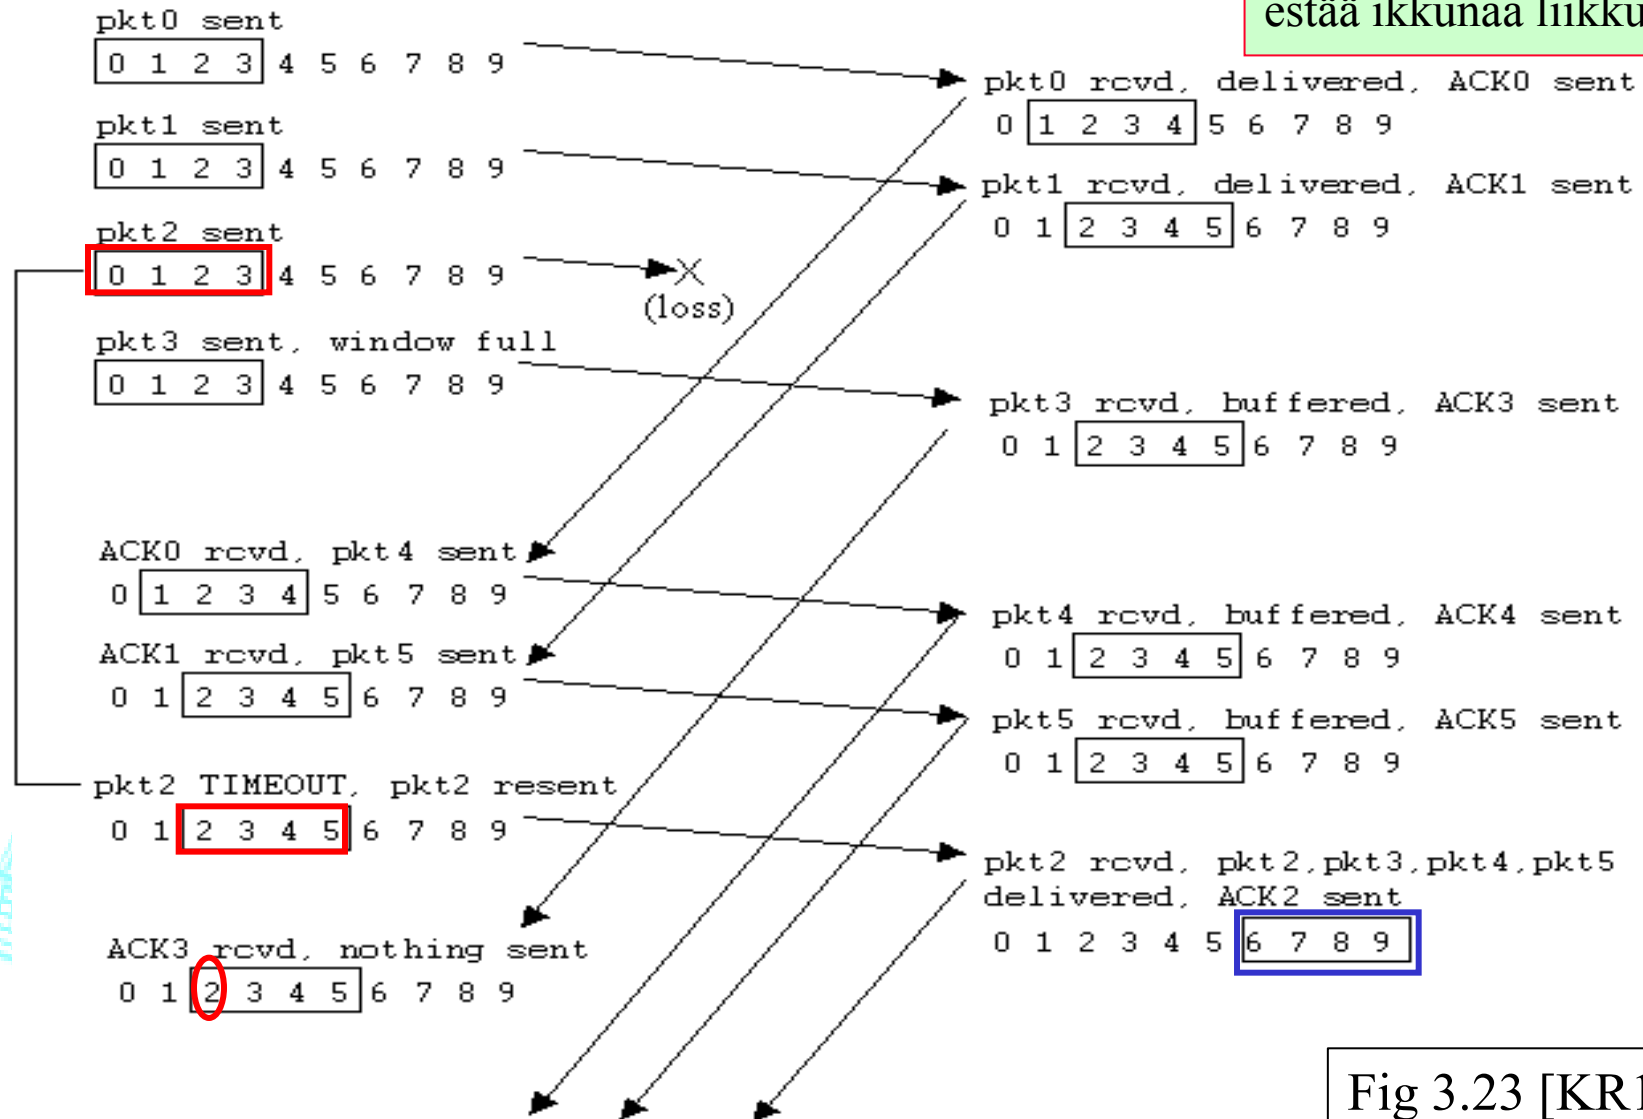 estää ikkunaa
pkt0 sent
0 1 2 3 4 5 6 7 8 9
pkt1 sent
0 1 2 3 4 5 6 7 8 9
pkt2 sent
0 1 2 3 4 5 6 7 8 9
(loss)
pkt3 sent, window full
0 1 2 3 4 5 6 7 8 9
ACK0 rcvd, pkt4 sent
0 1 2 3 4 5 6 7 8 9
ACK1 rcvd, pkt5 sent
0 1 2 3 4 5 6 7 8 9
pkt2 TIMEOUT, pkt2 resent
0 1 2 3 4 5 6 7 8 9
ACK3 rcvd, nothing sent
0 1 2 3 4 5 6 7 8 9
pkt0 rcvd, delivered, ACK0 sent
0 1 2 3 4 5 6 7 8 9
pkt1 rcvd, delivered, ACK1 sent
0 1 2 3 4 5 6 7 8 9
pkt3 rcvd, buffered, ACK3 sent
0 1 2 3 4 5 6 7 8 9
pkt4 rcvd, buffered, ACK4 sent
0 1 2 3 4 5 6 7 8 9
pkt5 rcvd, buffered, ACK5 sent
0 1 2 3 4 5 6 7 8 9
pkt2 rcvd, pkt2,pkt3,pkt4,pkt5
delivered, ACK2 sent
0 1 2 3 4 5 6 7 8 9
Fig 3.23